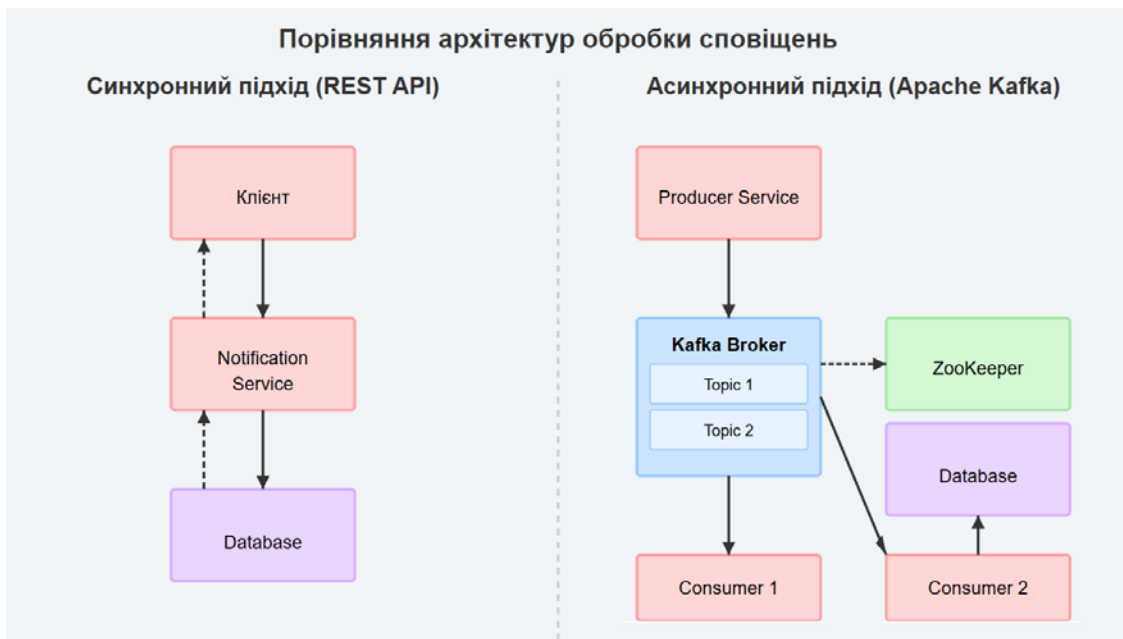 Порівняння архітектур обробки сповіщень
Синхронний підхід (REST API)
Клієнт
Notification
Service
Database
Асинхронний підхід (Apache Kafka)
Producer Service
Kafka Broker
Topic 1
Topic 2
ZooKeeper
Database
Consumer 1
Consumer 2